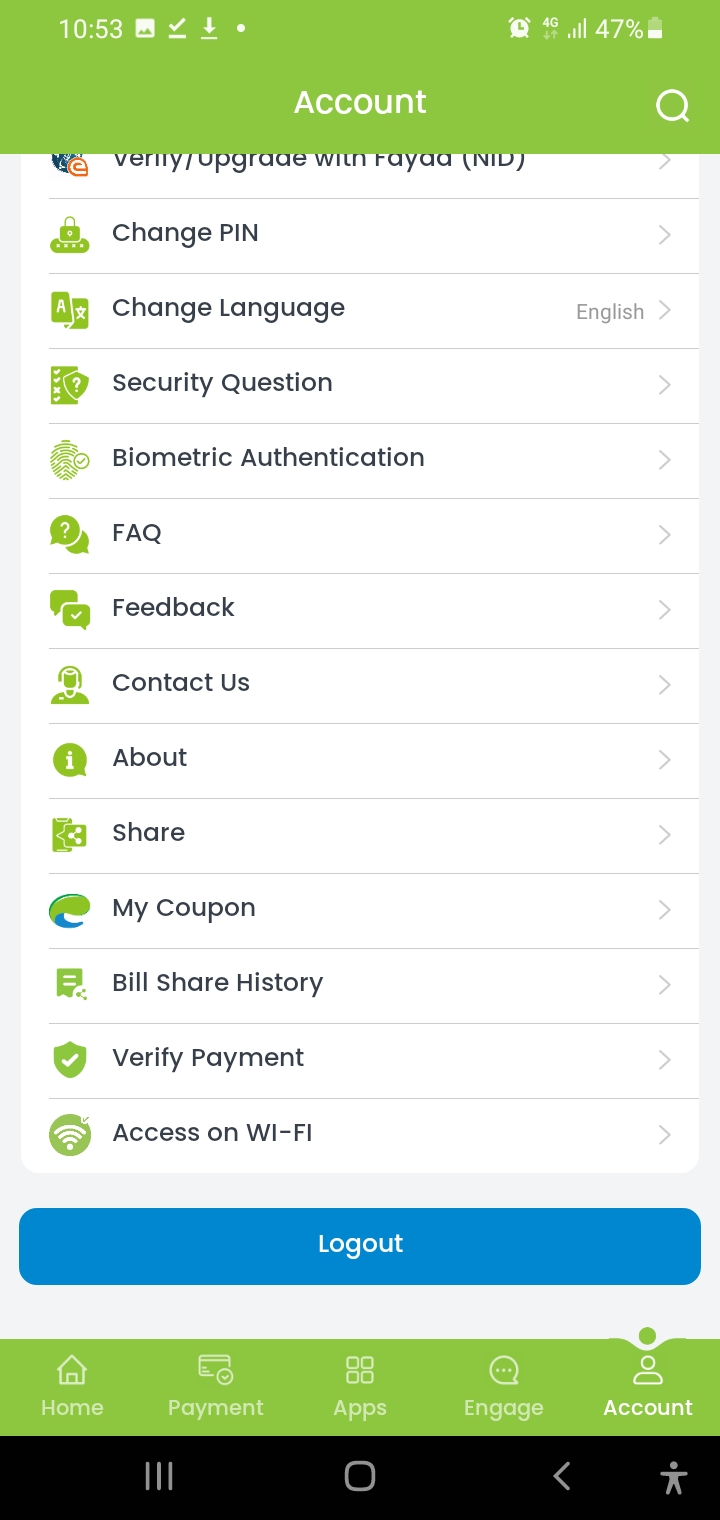 10:53
4G
47%
Account
Verify/Upgrade with Fayda (NID)
Change PIN
Change Language
English
Security Question
Biometric Authentication
FAQ
Feedback
Contact Us
About
Share
My Coupon
Bill Share History
Verify Payment
Access on WI-FI
Logout
Home
Payment
Apps
Engage
Account